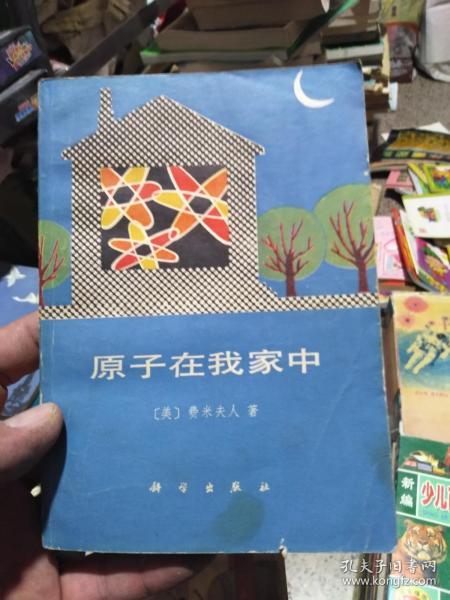 原子在我家中
〔美〕费米夫人 著
科学出版社
新编
少儿
孔夫子旧书网
www.kongfz.com